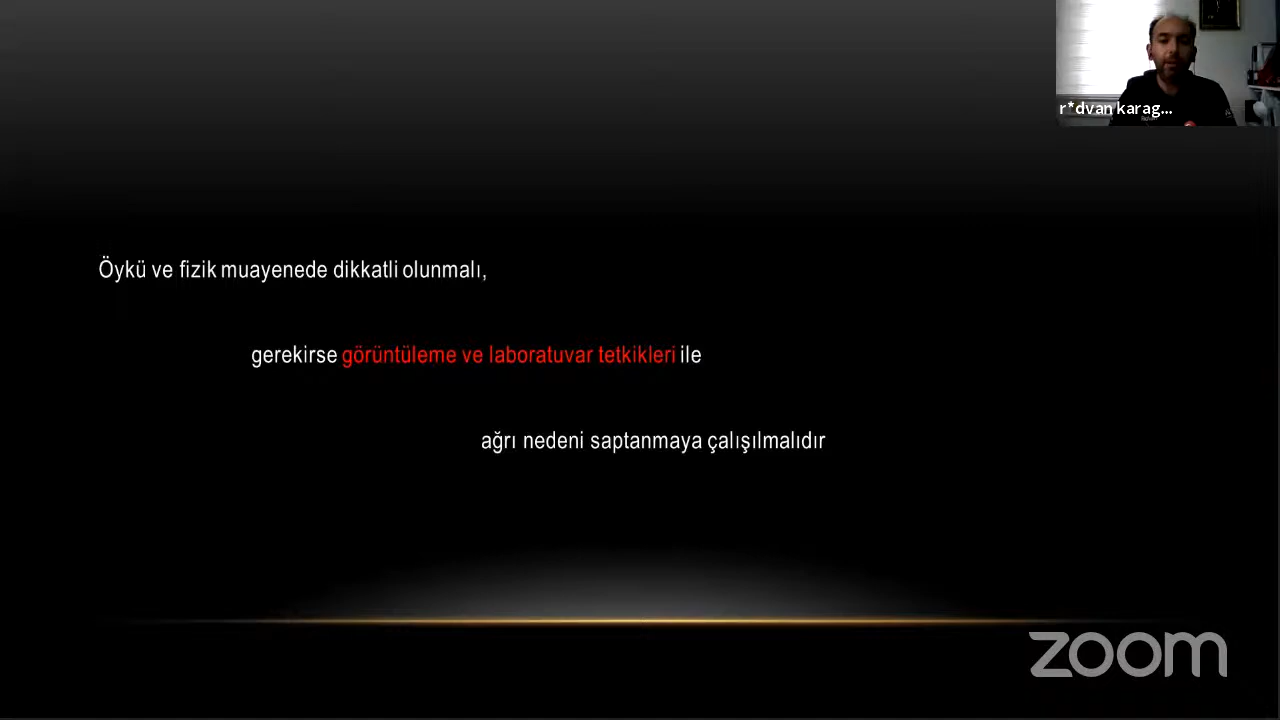 r*dvan karag...
Öykü ve fizik muayenede dikkatli olunmalı,
gerekirse görüntüleme ve laboratuvar tetkikleri ile
ağrı nedeni saptanmaya çalışılmalıdır
zoom